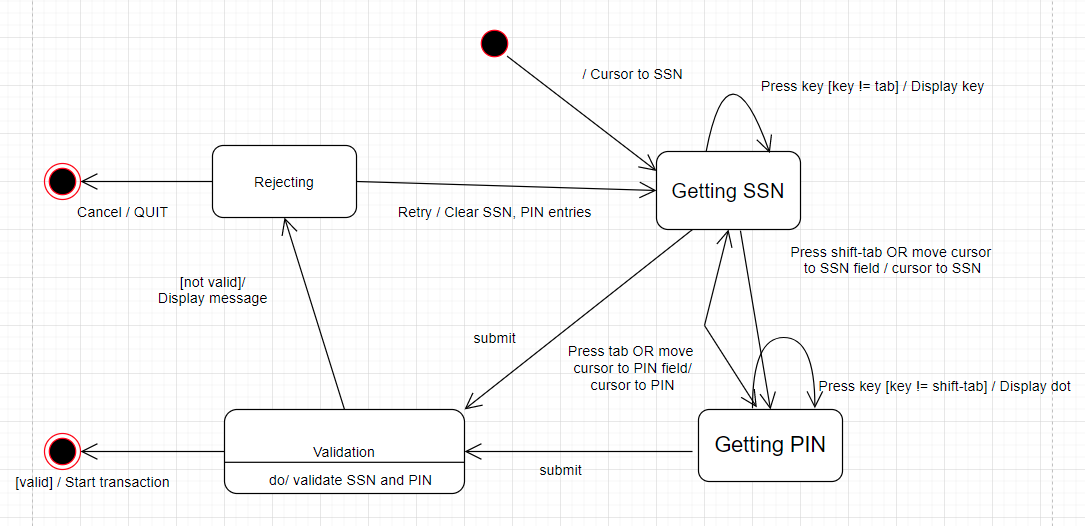 / Cursor to SSN
Press key [key != tab] / Display key
Rejecting
Getting SSN
Cancel / QUIT
Retry / Clear SSN, PIN entries
Press shift-tab OR move cursor
to SSN field / cursor to SSN
[not valid]/
Display message
submit
Press tab OR move
cursor to PIN field/
cursor to PIN
Press key [key != shift-tab] / Display dot
Validation
Getting PIN
do/ validate SSN and PIN
submit
[valid] / Start transaction